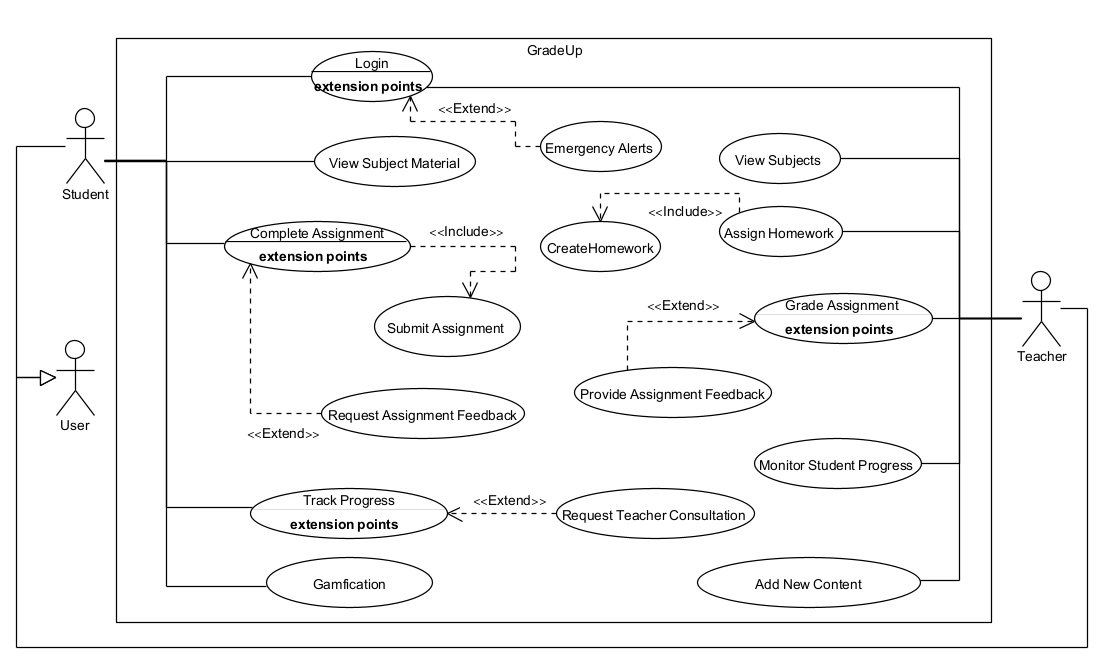 GradeUp
Login
extension points
<<Extend>>
Emergency Alerts
View Subject Material
View Subjects
Student
<<Include>>
Assign Homework
CreateHomework
Complete Assignment
extension points
<<Include>>
Submit Assignment
<<Extend>>
Grade Assignment
extension points
Teacher
Provide Assignment Feedback
User
Request Assignment Feedback
<<Extend>>
Monitor Student Progress
Track Progress
extension points
<<Extend>>
Request Teacher Consultation
Gamfication
Add New Content